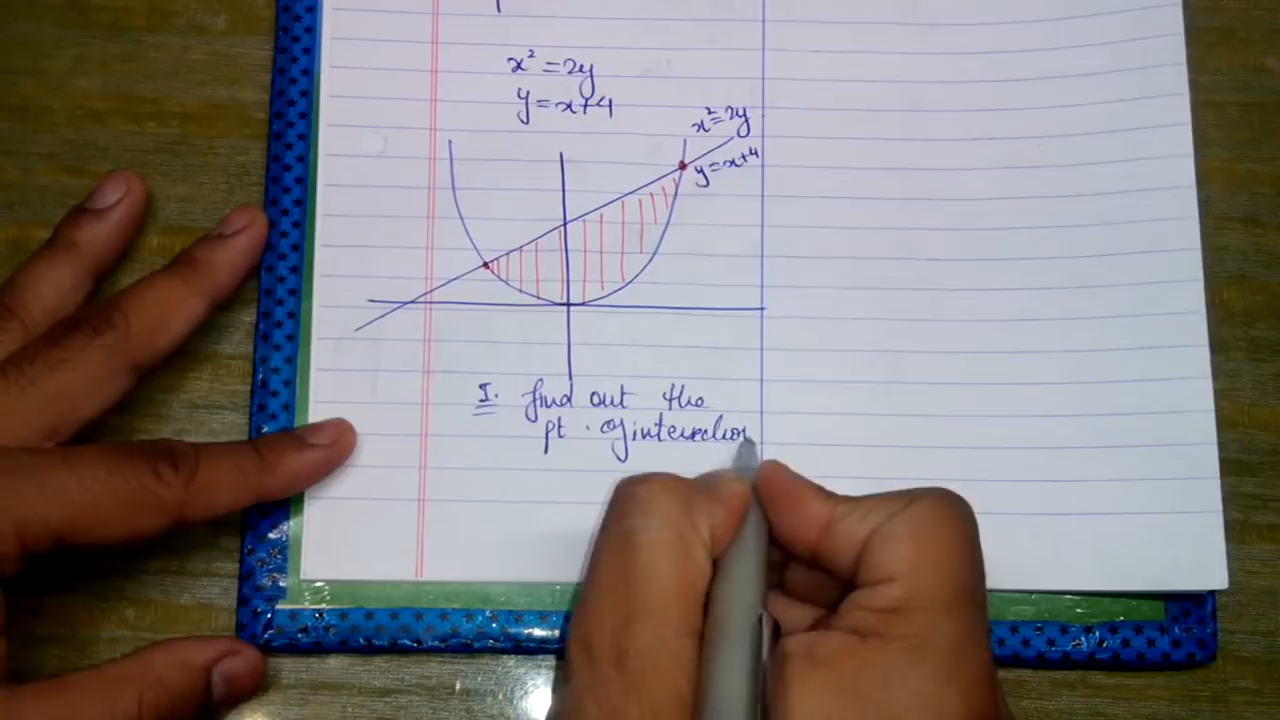 x² = 2y
y = x+4
x² = 2y
y = x+4
I. find out the
pt. of intersection